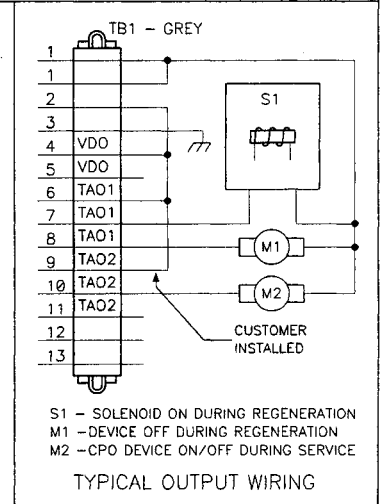 TB1 - GREY
1
1
2
3
4 VDO
5 VDO
6 TAO1
7 TAO1
8 TAO1
9 TAO2
10 TAO2
11 TAO2
12
13
S1
M1
M2
CUSTOMER
INSTALLED
S1 - SOLENOID ON DURING REGENERATION
M1 -DEVICE OFF DURING REGENERATION
M2 -CPO DEVICE ON/OFF DURING SERVICE
TYPICAL OUTPUT WIRING